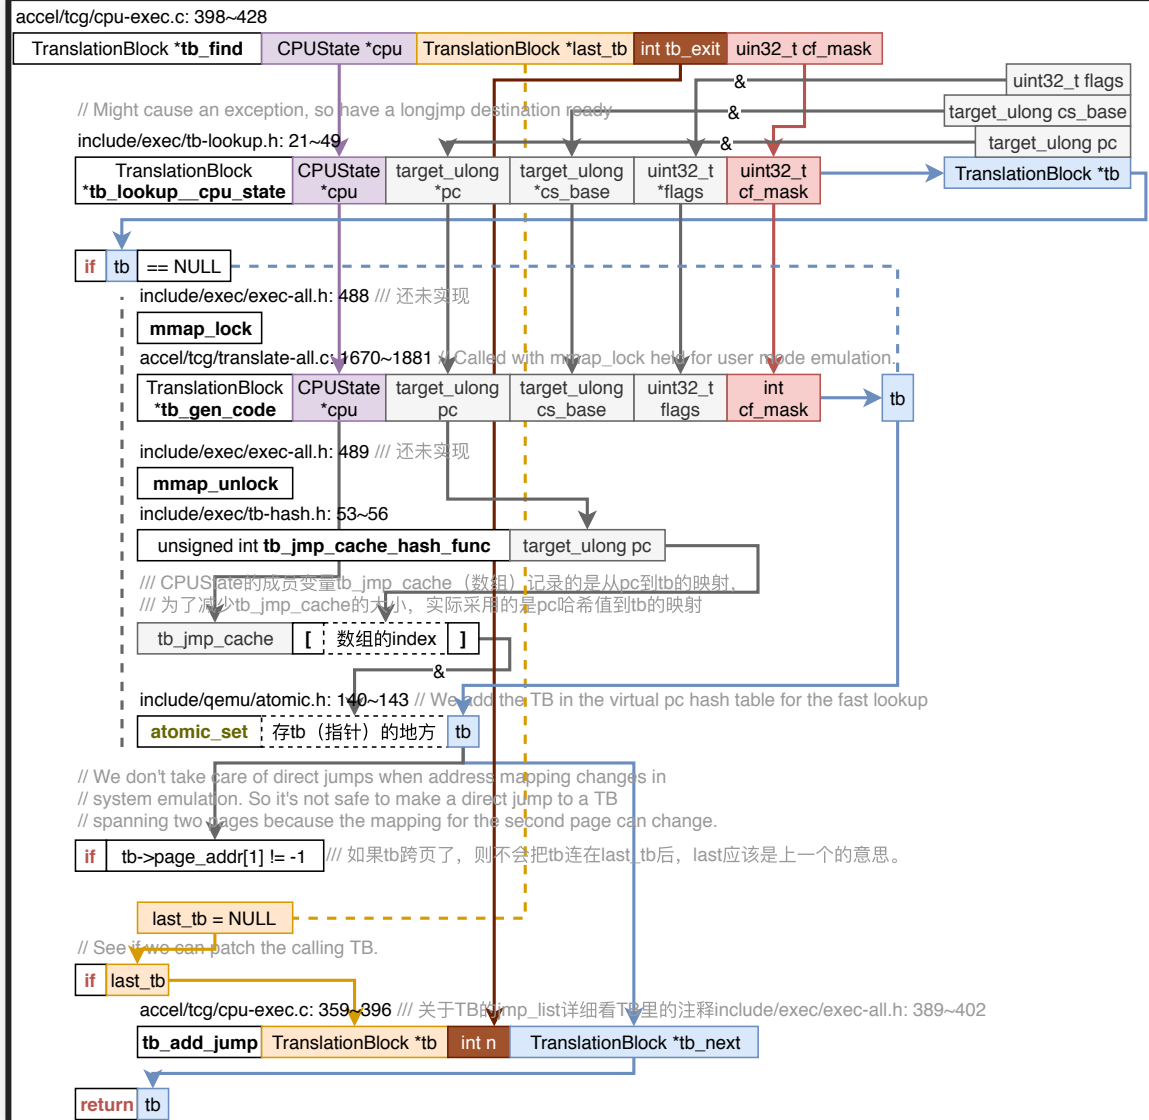 accel/tcg/cpu-exec.c: 398~428
TranslationBlock *tb_find CPUState *cpu TranslationBlock *last_tb int tb_exit uin32_t cf_mask
& uint32_t flags
// Might cause an exception, so have a longjmp destination ready & target_ulong cs_base
include/exec/tb-lookup.h: 21~49 & target_ulong pc
TranslationBlock CPUState target_ulong target_ulong uint32_t uint32_t TranslationBlock *tb
*tb_lookup__cpu_state *cpu *pc *cs_base *flags cf_mask
if tb == NULL
include/exec/exec-all.h: 488 /// 还未实现
mmap_lock
accel/tcg/translate-all.c: 1670~1881 // Called with mmap_lock held for user mode emulation.
TranslationBlock CPUState target_ulong target_ulong uint32_t int tb
*tb_gen_code *cpu pc cs_base flags cf_mask
include/exec/exec-all.h: 489 /// 还未实现
mmap_unlock
include/exec/tb-hash.h: 53~56
unsigned int tb_jmp_cache_hash_func target_ulong pc
/// CPUState的成员变量tb_jmp_cache（数组）记录的是从pc到tb的映射，
/// 为了减少tb_jmp_cache的大小，实际采用的是pc哈希值到tb的映射
tb_jmp_cache [ 数组的index ]
&
include/qemu/atomic.h: 140~143 // We add the TB in the virtual pc hash table for the fast lookup
atomic_set 存tb（指针）的地方 tb
// We don't take care of direct jumps when address mapping changes in
// system emulation. So it's not safe to make a direct jump to a TB
// spanning two pages because the mapping for the second page can change.
if tb->page_addr[1] != -1 /// 如果tb跨页了，则不会把tb连在last_tb后，last应该是上一个的意思。
last_tb = NULL
// See if we can patch the calling TB.
if last_tb
accel/tcg/cpu-exec.c: 359~396 /// 关于TB的jmp_list详细看TB里的注释include/exec/exec-all.h: 389~402
tb_add_jump TranslationBlock *tb int n TranslationBlock *tb_next
return tb